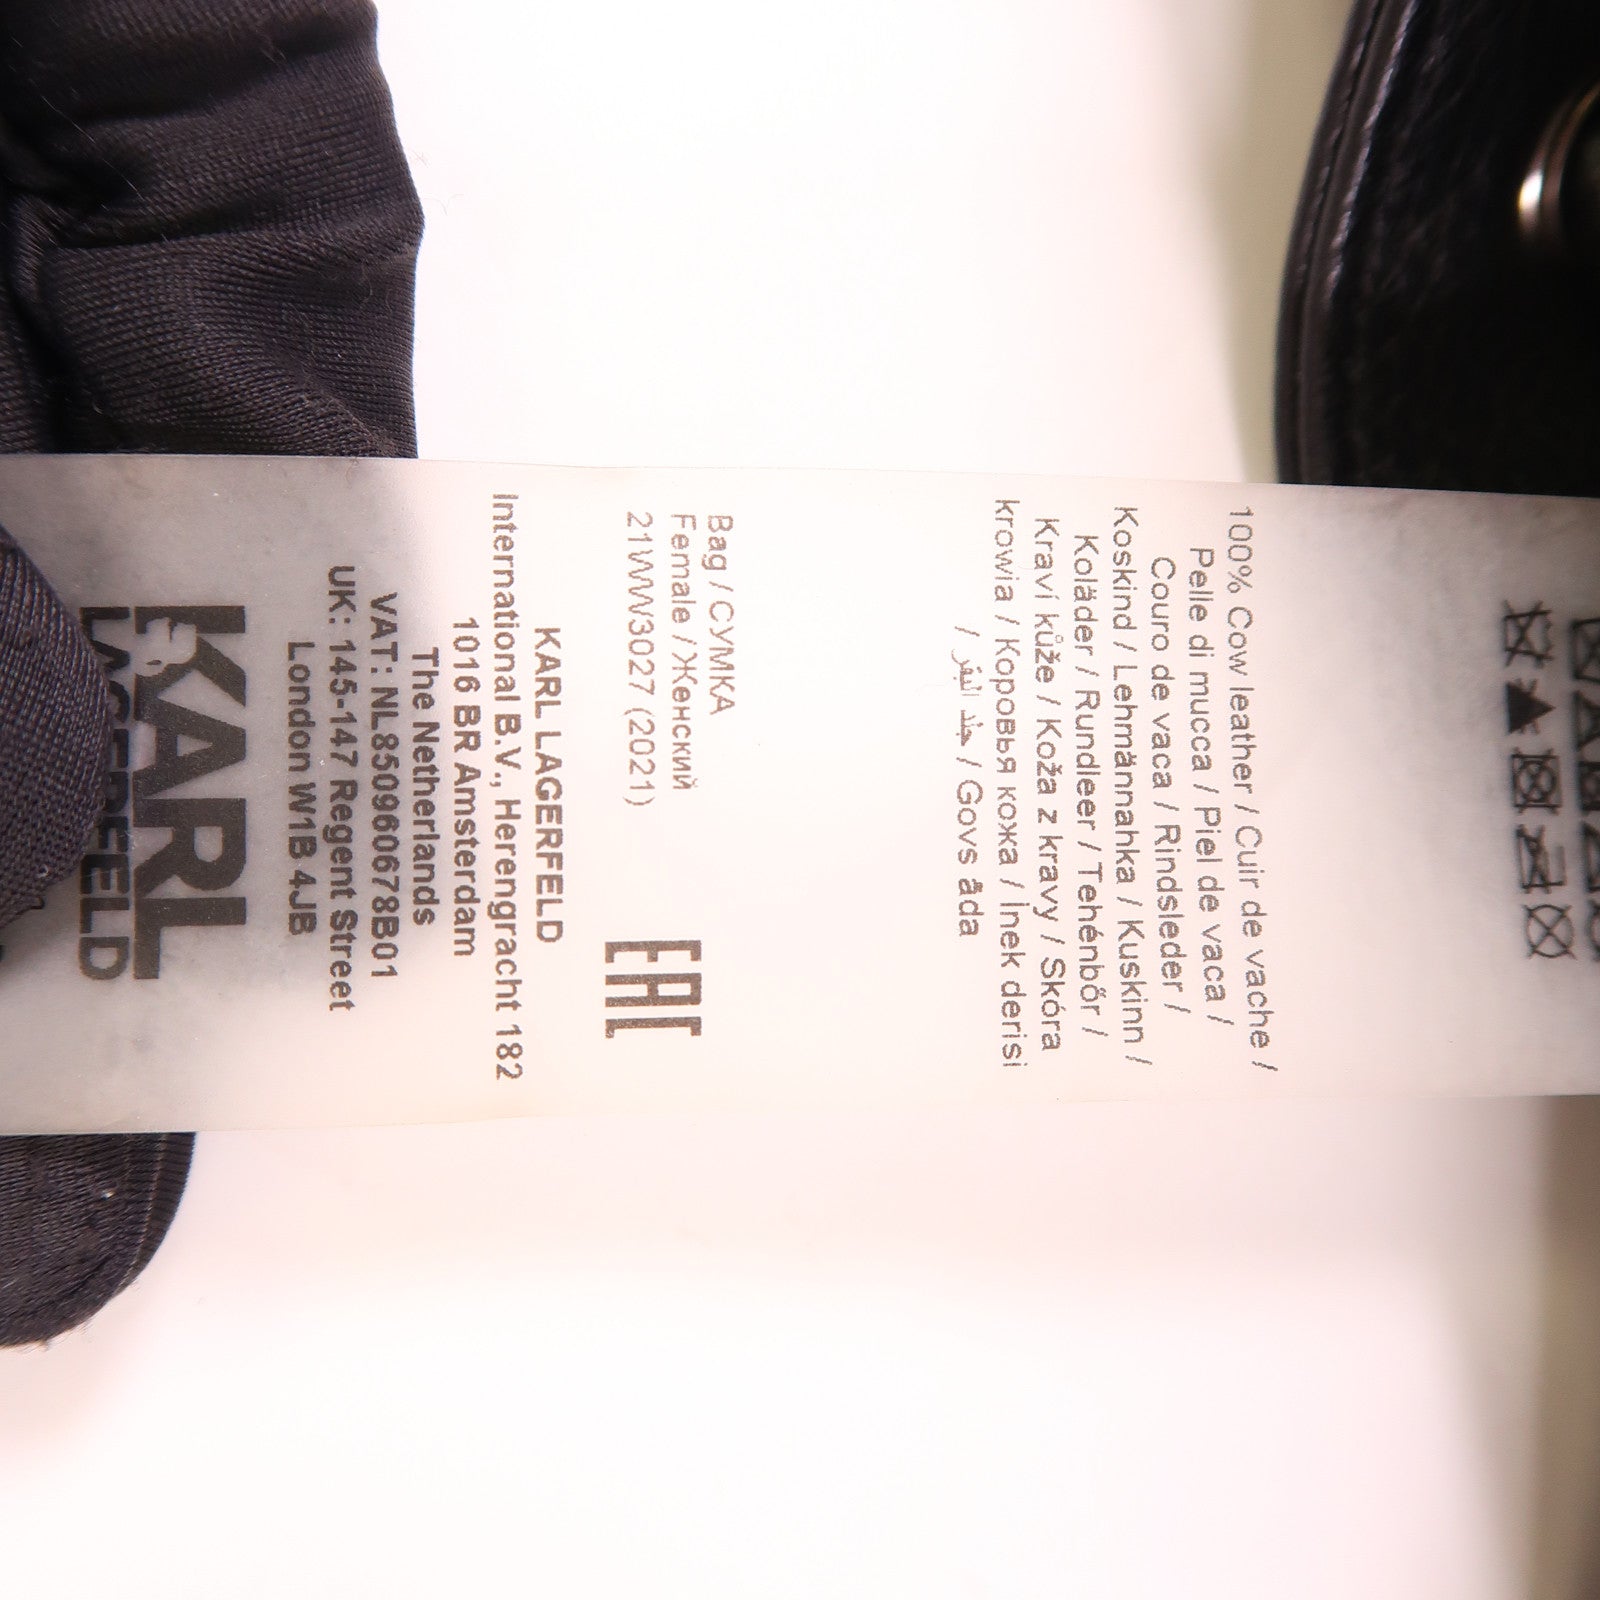 100% Cow leather / Cuir de vache /
Pelle di mucca / Piel de vaca /
Couro de vaca / Rindsleder /
Koskind / Lehmännahka / Kuskinn /
Koläder / Rundleer / Tehénbőr /
Kraví kůže / Koža z kravy / Skóra
krowia / Коровья кожа / İnek derisi
/ جلد البقر / Govs āda
Bag / СУМКА
Female / Женский
21WW3027 (2021)
EAC
KARL LAGERFELD
International B.V., Herengracht 182
1016 BR Amsterdam
The Netherlands
VAT: NL850960678B01
UK: 145-147 Regent Street
London W1B 4JB
KARL
LAGERFELD